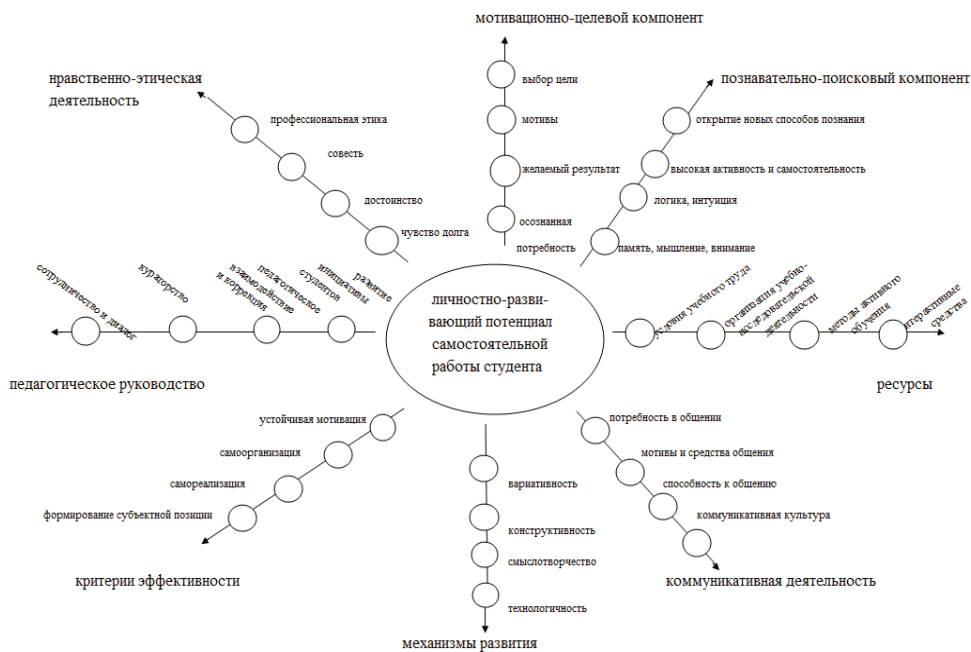 мотивационно-целевой компонент
выбор цели
мотивы
желаемый результат
осознанная
потребность
познавательно-поисковый компонент
открытие новых способов познания
высокая активность и самостоятельность
логика, интуиция
память, мышление, внимание
нравственно-этическая
деятельность
профессиональная этика
совесть
достоинство
чувство долга
сотрудничество и диалог
кураторство
взаимодействие
и коррекция
педагогическое
студентов
инициативы
развитие
педагогическое руководство
личностно-разви-
вающий потенциал
самостоятельной
работы студента
условия учебного труда
организация учебно-
исследовательской
деятельности
методы активного
обучения
нтерактивные
средства
ресурсы
устойчивая мотивация
самоорганизация
самореализация
формирование субъектной позиции
критерии эффективности
вариативность
конструктивность
смыслотворчество
технологичность
механизмы развития
потребность в общении
мотивы и средства общения
способность к общению
коммуникативная культура
коммуникативная деятельность